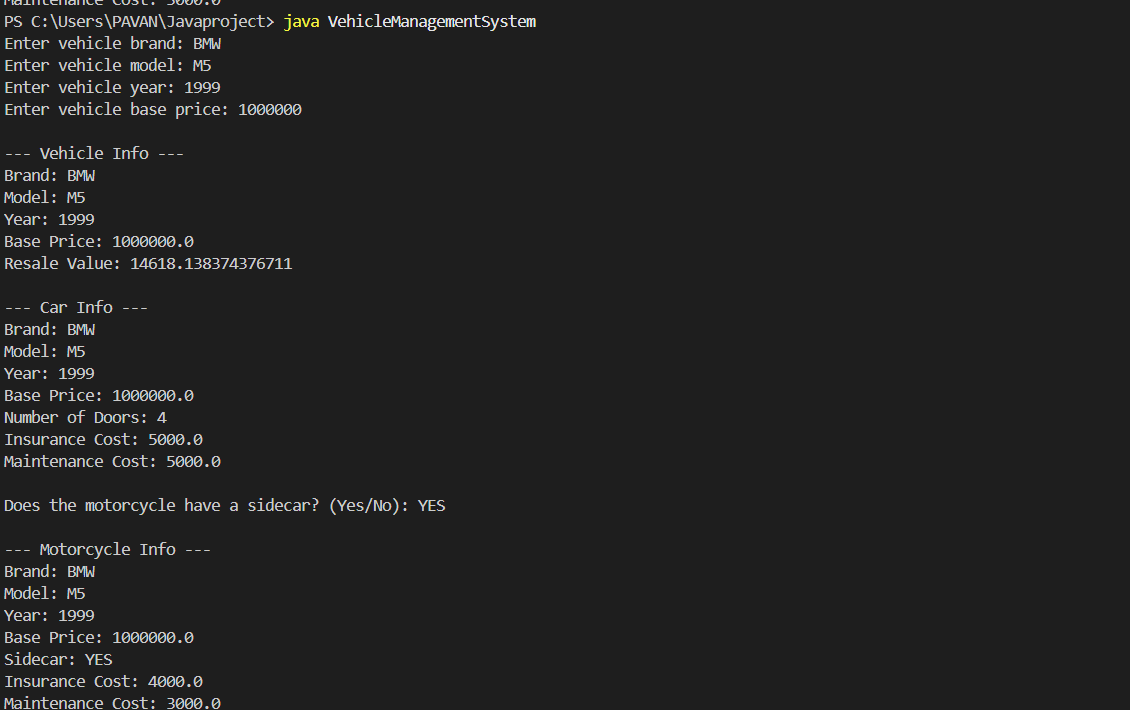 Maintenance Cost: 3000.0
PS C:\Users\PAVAN\Javaproject> java VehicleManagementSystem
Enter vehicle brand: BMW
Enter vehicle model: M5
Enter vehicle year: 1999
Enter vehicle base price: 1000000
--- Vehicle Info ---
Brand: BMW
Model: M5
Year: 1999
Base Price: 1000000.0
Resale Value: 14618.138374376711
--- Car Info ---
Brand: BMW
Model: M5
Year: 1999
Base Price: 1000000.0
Number of Doors: 4
Insurance Cost: 5000.0
Maintenance Cost: 5000.0
Does the motorcycle have a sidecar? (Yes/No): YES
--- Motorcycle Info ---
Brand: BMW
Model: M5
Year: 1999
Base Price: 1000000.0
Sidecar: YES
Insurance Cost: 4000.0
Maintenance Cost: 3000.0